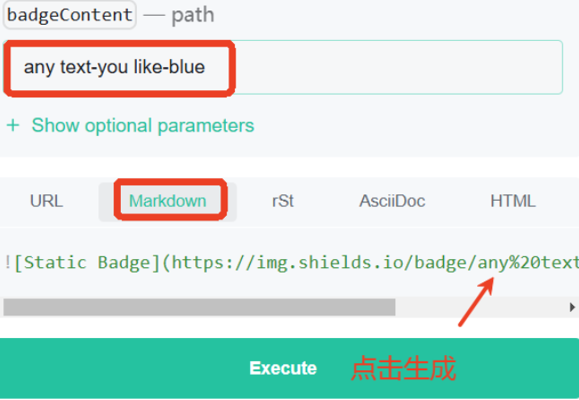 badgeContent — path
any text-you like-blue
+ Show optional parameters
URL Markdown rSt AsciiDoc HTML
![Static Badge](https://img.shields.io/badge/any%20text
Execute 点击生成